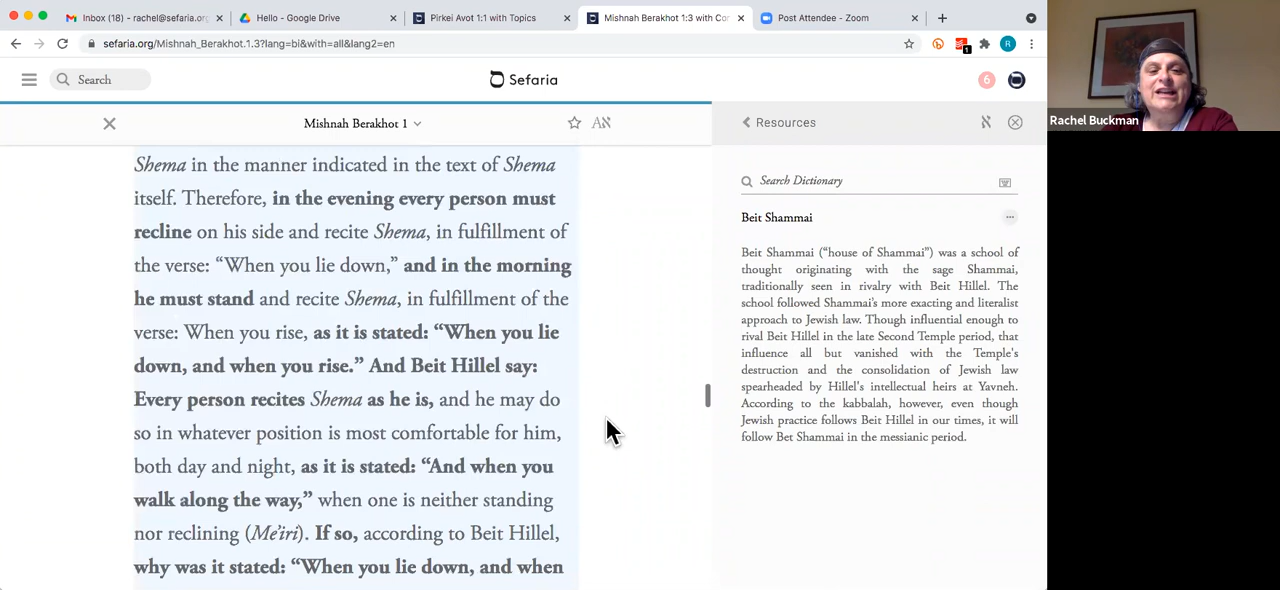 Inbox (18) - rachel@sefaria.org
Hello - Google Drive
Pirkei Avot 1:1 with Topics
Mishnah Berakhot 1:3 with Cor
Post Attendee - Zoom
sefaria.org/Mishnah_Berakhot.1.3?lang=bi&with=all&lang2=en
1
R
Search
Sefaria
6
Mishnah Berakhot 1
Aא
Resources
א
Shema in the manner indicated in the text of Shema
itself. Therefore, in the evening every person must
recline on his side and recite Shema, in fulfillment of
the verse: “When you lie down,” and in the morning
he must stand and recite Shema, in fulfillment of the
verse: When you rise, as it is stated: “When you lie
down, and when you rise.” And Beit Hillel say:
Every person recites Shema as he is, and he may do
so in whatever position is most comfortable for him,
both day and night, as it is stated: “And when you
walk along the way,” when one is neither standing
nor reclining (Me’iri). If so, according to Beit Hillel,
why was it stated: “When you lie down, and when
Search Dictionary
Beit Shammai
Beit Shammai (“house of Shammai”) was a school of
thought originating with the sage Shammai,
traditionally seen in rivalry with Beit Hillel. The
school followed Shammai’s more exacting and literalist
approach to Jewish law. Though influential enough to
rival Beit Hillel in the late Second Temple period, that
influence all but vanished with the Temple’s
destruction and the consolidation of Jewish law
spearheaded by Hillel’s intellectual heirs at Yavneh.
According to the kabbalah, however, even though
Jewish practice follows Beit Hillel in our times, it will
follow Bet Shammai in the messianic period.
Rachel Buckman